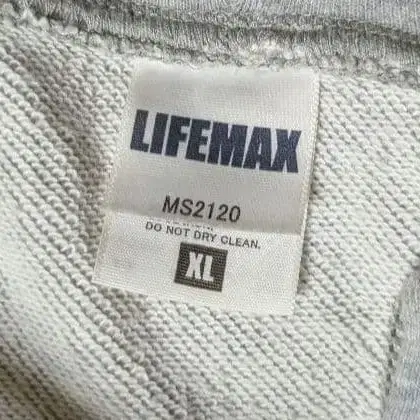 LIFEMAX
MS2120
DO NOT DRY CLEAN.
XL